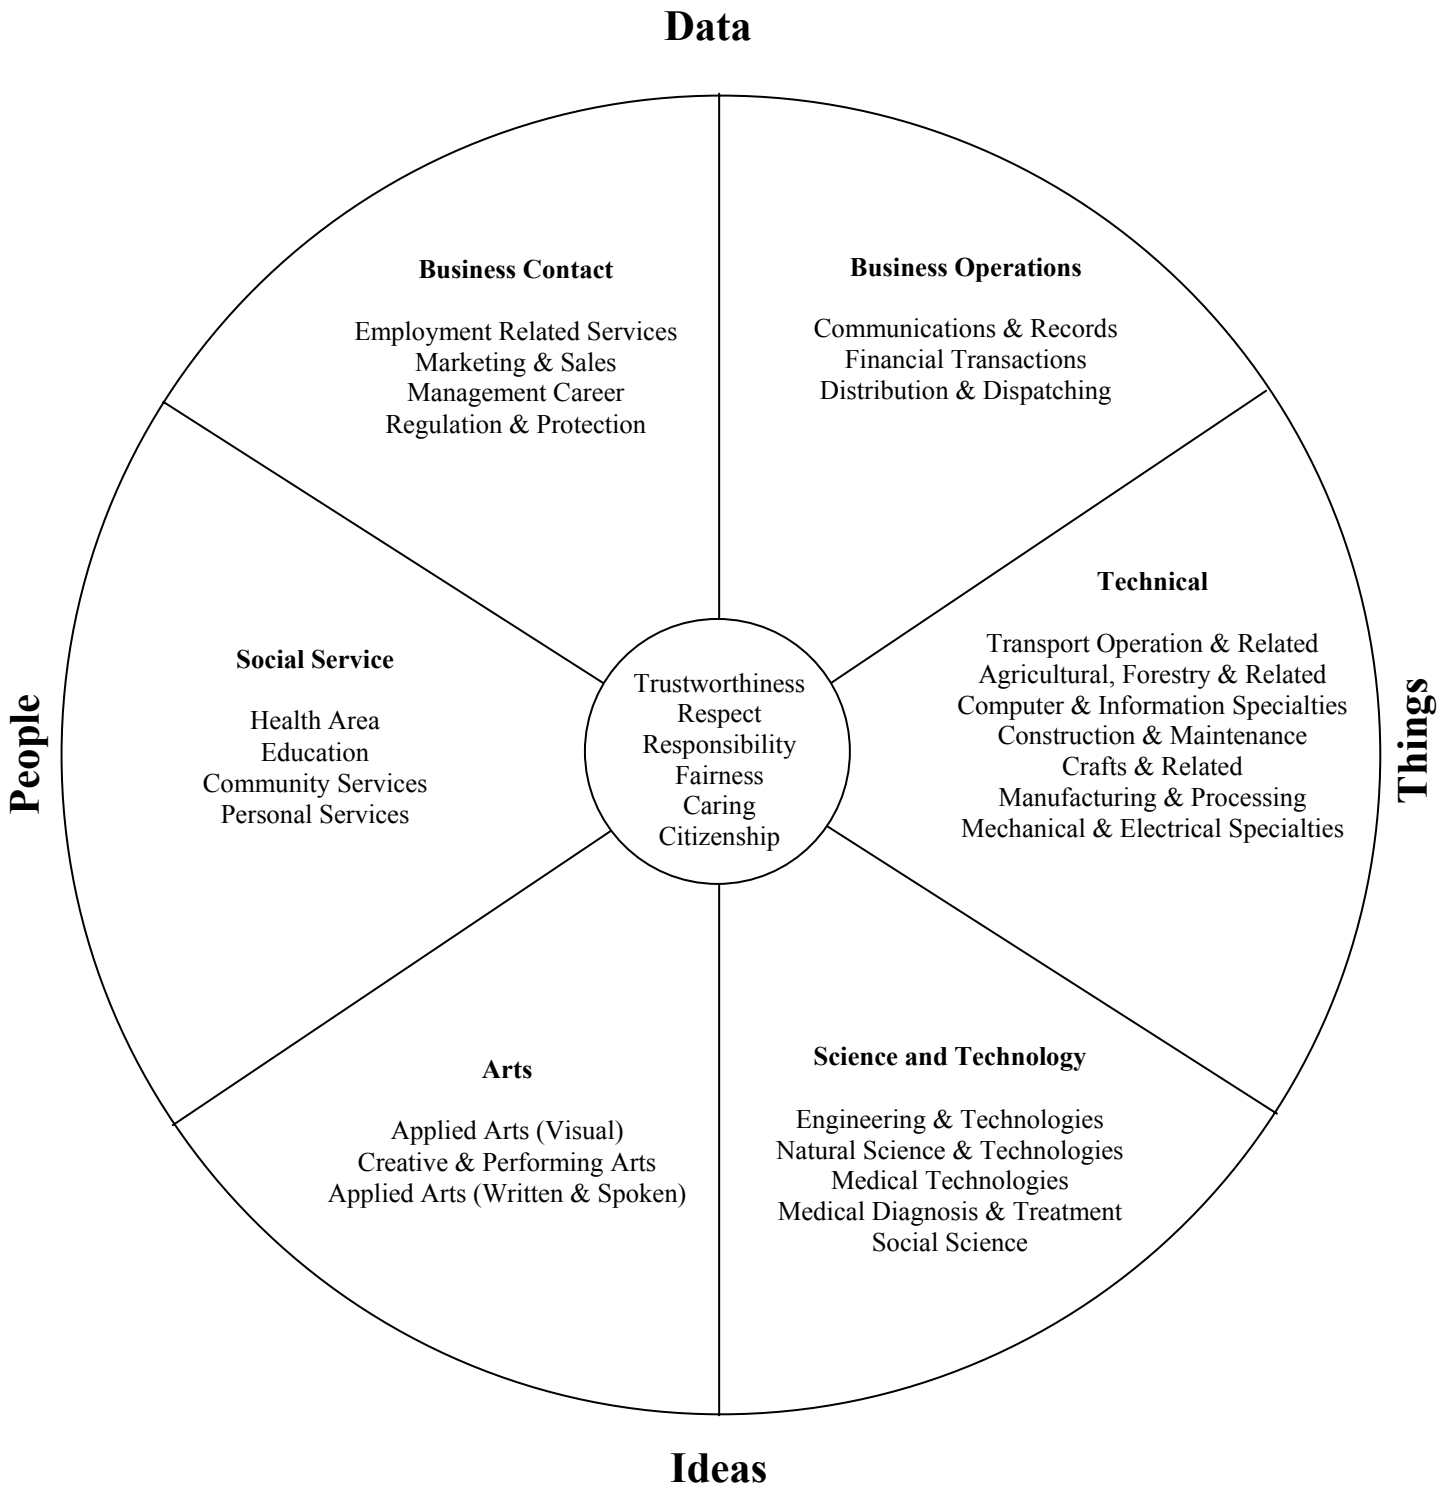 Data
Business Contact
Employment Related Services
Marketing & Sales
Management Career
Regulation & Protection
Business Operations
Communications & Records
Financial Transactions
Distribution & Dispatching
Technical
Transport Operation & Related
Agricultural, Forestry & Related
Computer & Information Specialties
Construction & Maintenance
Crafts & Related
Manufacturing & Processing
Mechanical & Electrical Specialties
Things
People
Social Service
Health Area
Education
Community Services
Personal Services
Trustworthiness
Respect
Responsibility
Fairness
Caring
Citizenship
Arts
Applied Arts (Visual)
Creative & Performing Arts
Applied Arts (Written & Spoken)
Science and Technology
Engineering & Technologies
Natural Science & Technologies
Medical Technologies
Medical Diagnosis & Treatment
Social Science
Ideas